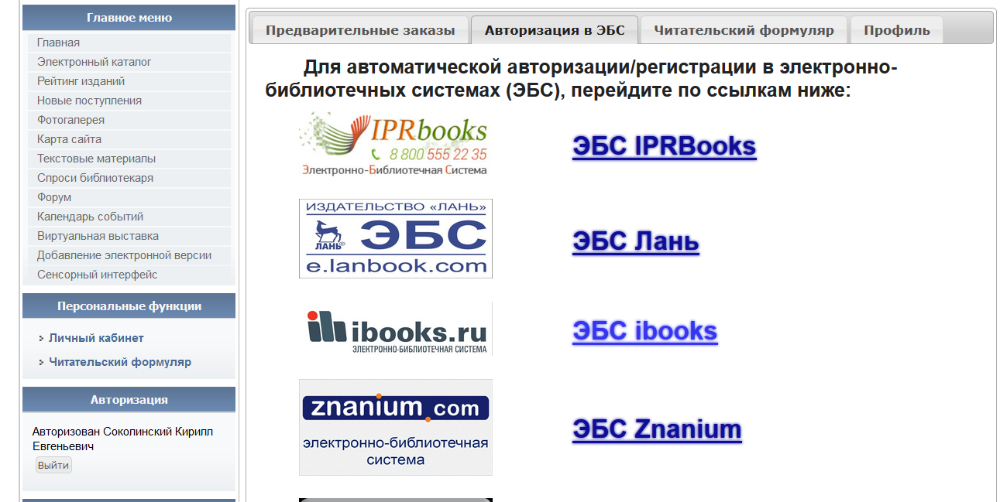 Главное меню
Главная
Электронный каталог
Рейтинг изданий
Новые поступления
Фотогалерея
Карта сайта
Текстовые материалы
Спроси библиотекаря
Форум
Календарь событий
Виртуальная выставка
Добавление электронной версии
Сенсорный интерфейс
Персональные функции
Личный кабинет
Читательский формуляр
Авторизация
Авторизован Соколинский Кирилл
Евгеньевич
Выйти
Предварительные заказы
Авторизация в ЭБС
Читательский формуляр
Профиль
Для автоматической авторизации/регистрации в электронно-
библиотечных системах (ЭБС), перейдите по ссылкам ниже:
IPRbooks
8 800 555 22 35
Электронно-Библиотечная Система
ЭБС IPRBooks
ИЗДАТЕЛЬСТВО «ЛАНЬ»
ЛАНЬ® ЭБС
e.lanbook.com
ЭБС Лань
ibooks.ru
ЭЛЕКТРОННО-БИБЛИОТЕЧНАЯ СИСТЕМА
ЭБС ibooks
znanium.com
электронно-библиотечная
система
ЭБС Znanium